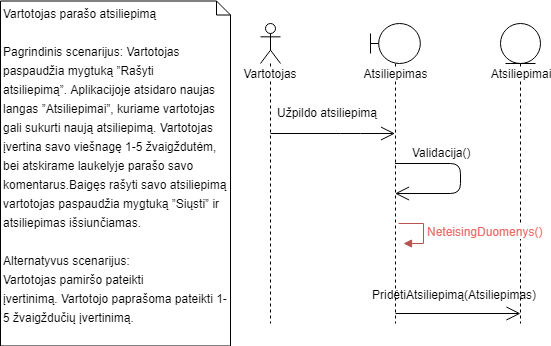 Vartotojas parašo atsiliepimą
Pagrindinis scenarijus: Vartotojas
paspaudžia mygtuką "Rašyti
atsiliepimą". Aplikacijoje atsidaro naujas
langas "Atsiliepimai", kuriame vartotojas
gali sukurti naują atsiliepimą. Vartotojas
įvertina savo viešnagę 1-5 žvaigždutėm,
bei atskirame laukelyje parašo savo
komentarus.Baigęs rašyti savo atsiliepimą
vartotojas paspaudžia mygtuką "Siųsti" ir
atsiliepimas išsiunčiamas.
Alternatyvus scenarijus:
Vartotojas pamiršo pateikti
įvertinimą. Vartotojo paprašoma pateikti 1-
5 žvaigždučių įvertinimą.
Vartotojas
Atsiliepimas
Atsiliepimai
Užpildo atsiliepimą
Validacija()
NeteisingDuomenys()
PridėtiAtsiliepimą(Atsiliepimas)